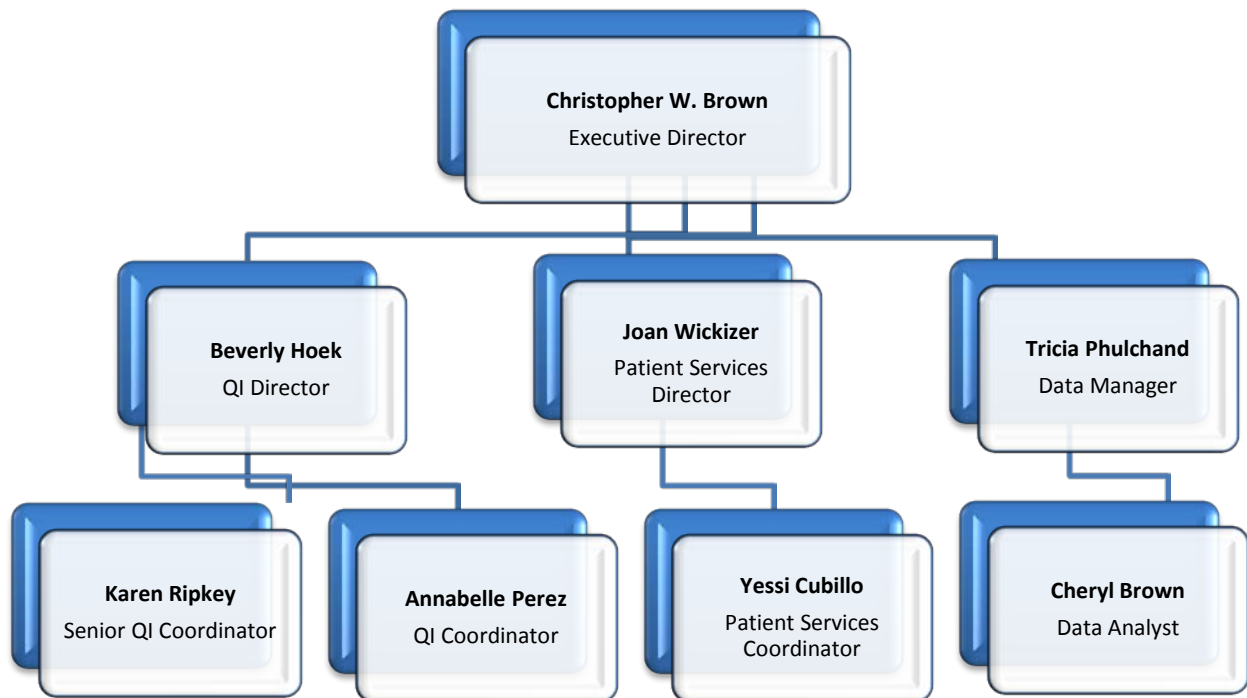 Christopher W. Brown
Executive Director
Beverly Hoek
QI Director
Joan Wickizer
Patient Services
Director
Tricia Phulchand
Data Manager
Karen Ripkey
Senior QI Coordinator
Annabelle Perez
QI Coordinator
Yessi Cubillo
Patient Services
Coordinator
Cheryl Brown
Data Analyst